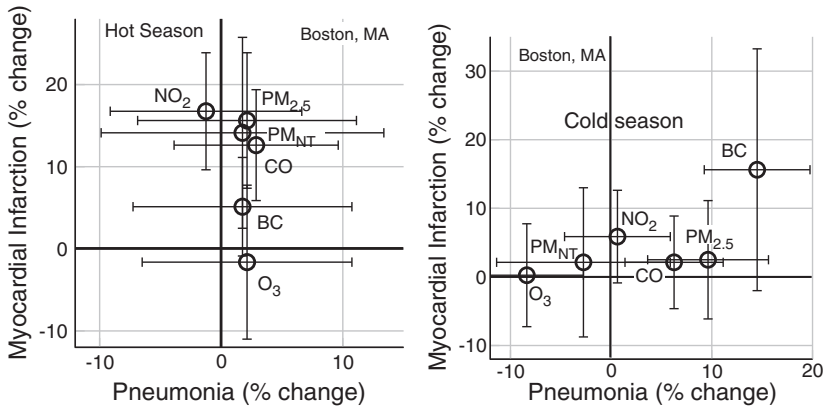 Hot Season
Boston, MA
NO2
PM2.5
PMNT
CO
BC
O3
20
10
0
-10
-10
0
10
Myocardial Infarction (% change)
Pneumonia (% change)
Boston, MA
Cold season
BC
NO2
PMNT
PM2.5
CO
O3
30
20
10
0
-10
-10
0
10
20
Myocardial Infarction (% change)
Pneumonia (% change)